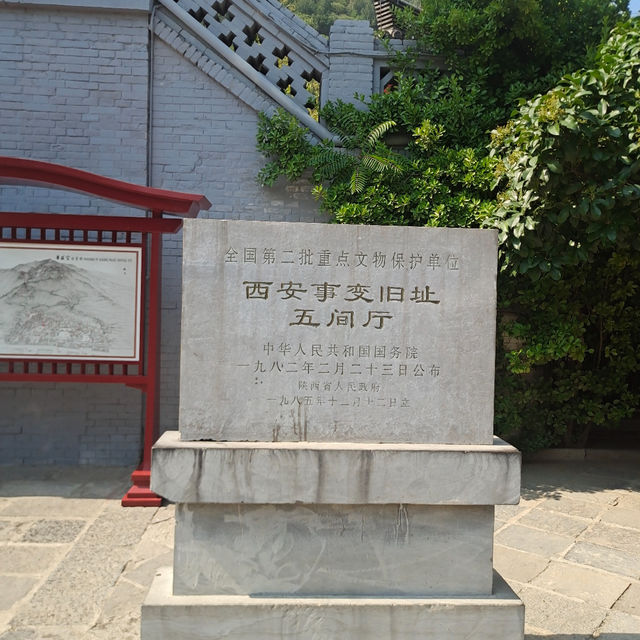 全国第二批重点文物保护单位
西安事变旧址
五间厅
中华人民共和国国务院
一九八二年二月二十三日公布
陕西省人民政府
一九八五年十二月十二日立